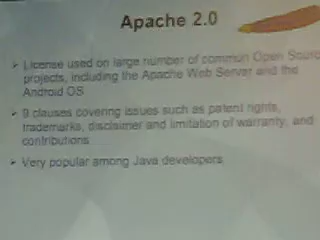 Apache 2.0
➤ License used on large number of common Open Sourc
projects, including the Apache Web Server and the
Android OS
➤ 9 clauses covering issues such as patent rights,
trademarks, disclaimer and limitation of warranty, and
contributions
➤ Very popular among Java developers